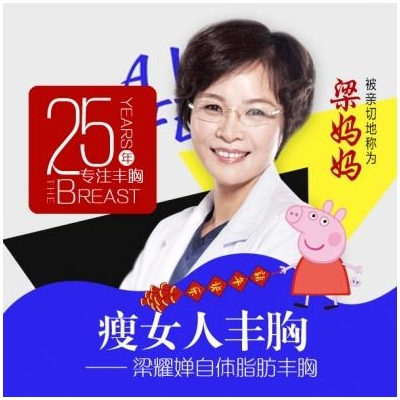 A
FE
25
YEARS
年
专注丰胸
THE
BREAST
被亲切地称为
梁妈妈
瘦女人丰胸
——梁耀婵自体脂肪丰胸